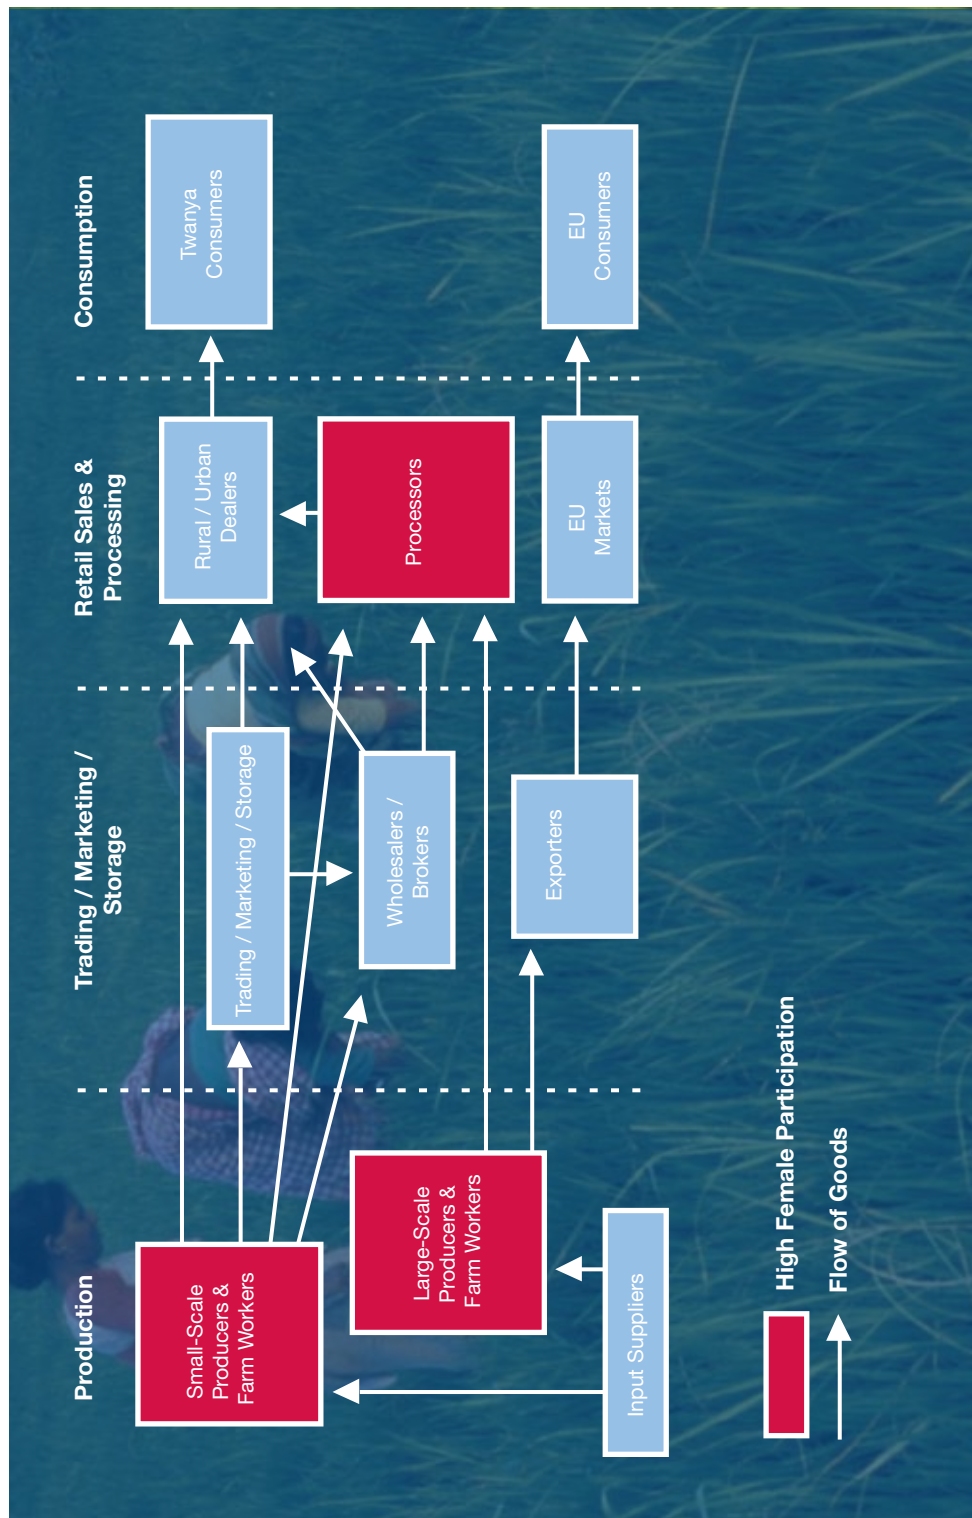 Production
Trading / Marketing /
Storage
Retail Sales &
Processing
Consumption
Small-Scale
Producers &
Farm Workers
Large-Scale
Producers &
Farm Workers
Input Suppliers
Trading / Marketing / Storage
Wholesalers /
Brokers
Exporters
Rural / Urban
Dealers
Processors
EU
Markets
Twanya
Consumers
EU
Consumers
High Female Participation
Flow of Goods